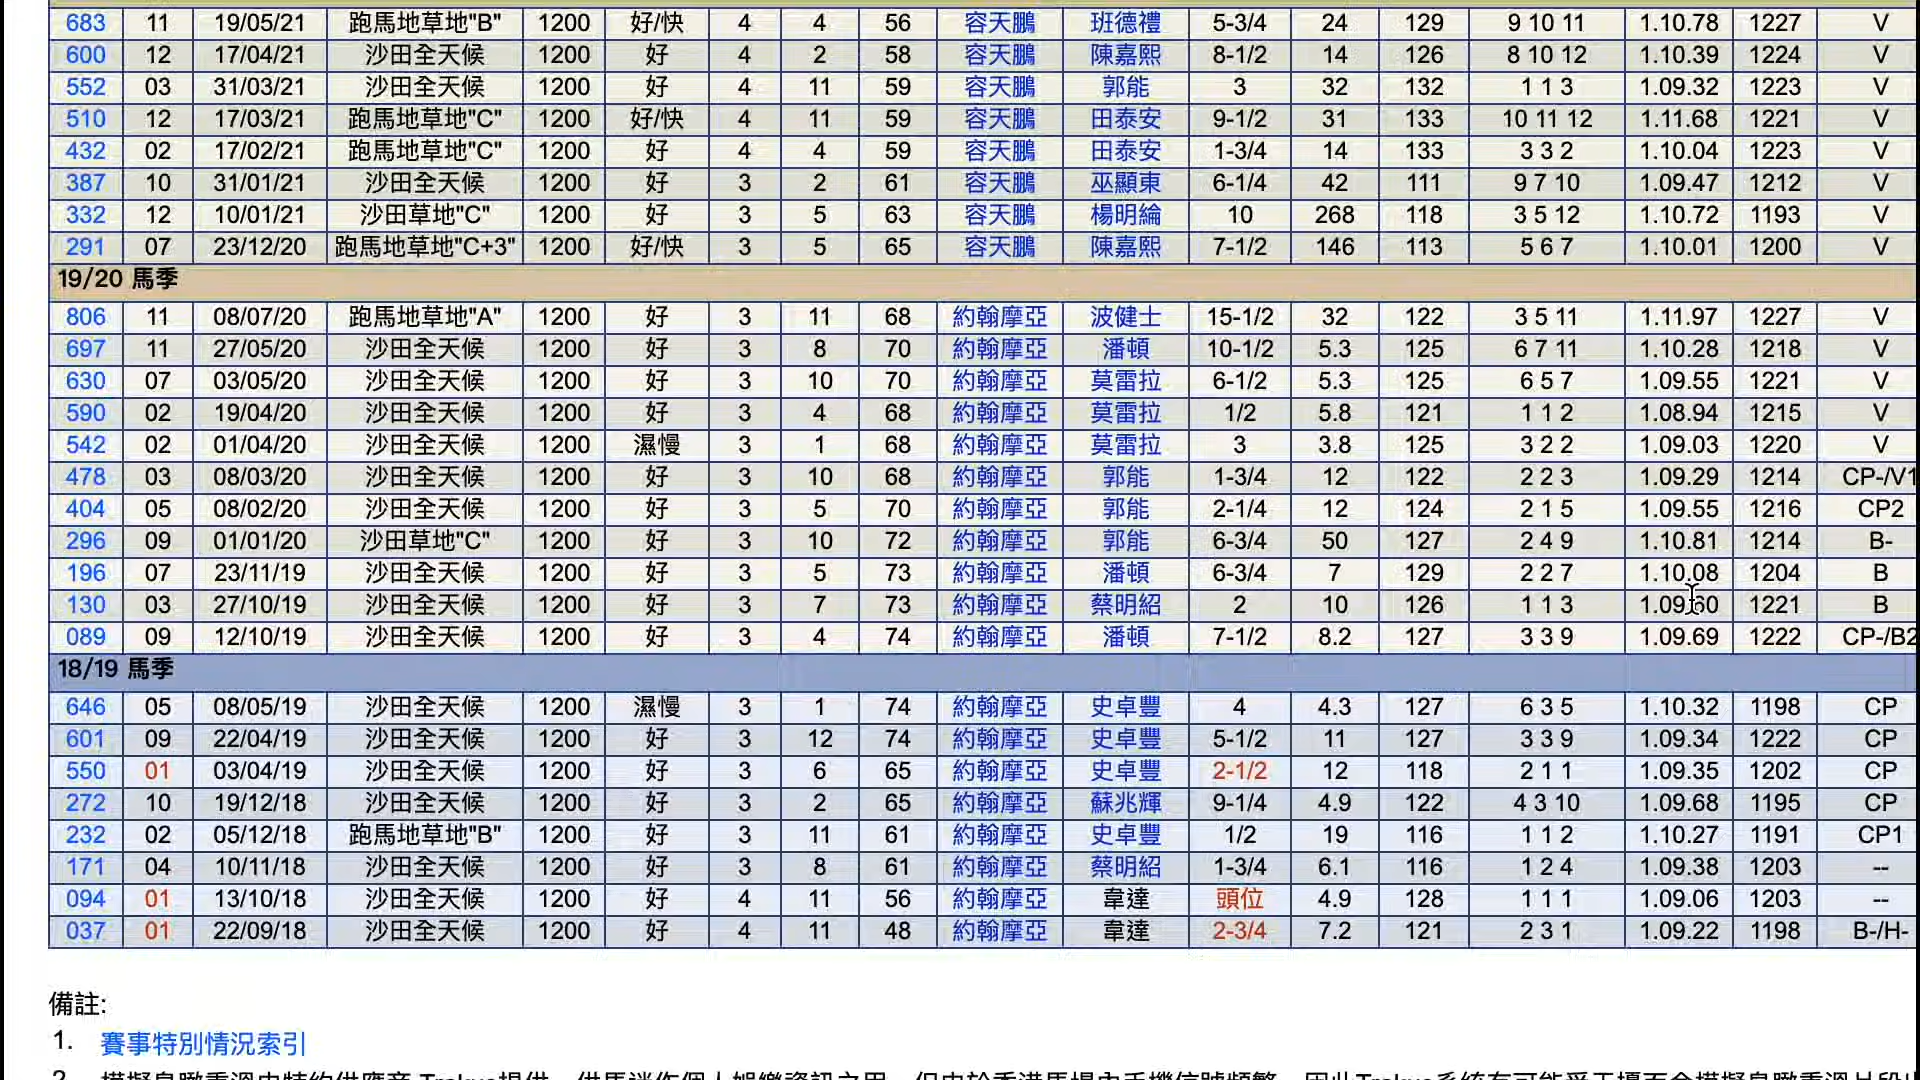 683 11 19/05/21 跑馬地草地"B" 1200 好/快 4 4 56 容天鵬 班德禮 5-3/4 24 129 9 10 11 1.10.78 1227 V
600 12 17/04/21 沙田全天候 1200 好 4 2 58 容天鵬 陳嘉熙 8-1/2 14 126 8 10 12 1.10.39 1224 V
552 03 31/03/21 沙田全天候 1200 好 4 11 59 容天鵬 郭能 3 32 132 1 1 3 1.09.32 1223 V
510 12 17/03/21 跑馬地草地"C" 1200 好/快 4 11 59 容天鵬 田泰安 9-1/2 31 133 10 11 12 1.11.68 1221 V
432 02 17/02/21 跑馬地草地"C" 1200 好 4 4 59 容天鵬 田泰安 1-3/4 14 133 3 3 2 1.10.04 1223 V
387 10 31/01/21 沙田全天候 1200 好 3 2 61 容天鵬 巫顯東 6-1/4 42 111 9 7 10 1.09.47 1212 V
332 12 10/01/21 沙田草地"C" 1200 好 3 5 63 容天鵬 楊明綸 10 268 118 3 5 12 1.10.72 1193 V
291 07 23/12/20 跑馬地草地"C+3" 1200 好/快 3 5 65 容天鵬 陳嘉熙 7-1/2 146 113 5 6 7 1.10.01 1200 V
19/20 馬季
806 11 08/07/20 跑馬地草地"A" 1200 好 3 11 68 約翰摩亞 波健士 15-1/2 32 122 3 5 11 1.11.97 1227 V
697 11 27/05/20 沙田全天候 1200 好 3 8 70 約翰摩亞 潘頓 10-1/2 5.3 125 6 7 11 1.10.28 1218 V
630 07 03/05/20 沙田全天候 1200 好 3 10 70 約翰摩亞 莫雷拉 6-1/2 5.3 125 6 5 7 1.09.55 1221 V
590 02 19/04/20 沙田全天候 1200 好 3 4 68 約翰摩亞 莫雷拉 1/2 5.8 121 1 1 2 1.08.94 1215 V
542 02 01/04/20 沙田全天候 1200 濕慢 3 1 68 約翰摩亞 莫雷拉 3 3.8 125 3 2 2 1.09.03 1220 V
478 03 08/03/20 沙田全天候 1200 好 3 10 68 約翰摩亞 郭能 1-3/4 12 122 2 2 3 1.09.29 1214 CP-/V1
404 05 08/02/20 沙田全天候 1200 好 3 5 70 約翰摩亞 郭能 2-1/4 12 124 2 1 5 1.09.55 1216 CP2
296 09 01/01/20 沙田草地"C" 1200 好 3 10 72 約翰摩亞 郭能 6-3/4 50 127 2 4 9 1.10.81 1214 B-
196 07 23/11/19 沙田全天候 1200 好 3 5 73 約翰摩亞 潘頓 6-3/4 7 129 2 2 7 1.10.08 1204 B
130 03 27/10/19 沙田全天候 1200 好 3 7 73 約翰摩亞 蔡明紹 2 10 126 1 1 3 1.09.60 1221 B
089 09 12/10/19 沙田全天候 1200 好 3 4 74 約翰摩亞 潘頓 7-1/2 8.2 127 3 3 9 1.09.69 1222 CP-/B2
18/19 馬季
646 05 08/05/19 沙田全天候 1200 濕慢 3 1 74 約翰摩亞 史卓豐 4 4.3 127 6 3 5 1.10.32 1198 CP
601 09 22/04/19 沙田全天候 1200 好 3 12 74 約翰摩亞 史卓豐 5-1/2 11 127 3 3 9 1.09.34 1222 CP
550 01 03/04/19 沙田全天候 1200 好 3 6 65 約翰摩亞 史卓豐 2-1/2 12 118 2 1 1 1.09.35 1202 CP
272 10 19/12/18 沙田全天候 1200 好 3 2 65 約翰摩亞 蘇兆輝 9-1/4 4.9 122 4 3 10 1.09.68 1195 CP
232 02 05/12/18 跑馬地草地"B" 1200 好 3 11 61 約翰摩亞 史卓豐 1/2 19 116 1 1 2 1.10.27 1191 CP1
171 04 10/11/18 沙田全天候 1200 好 3 8 61 約翰摩亞 蔡明紹 1-3/4 6.1 116 1 2 4 1.09.38 1203 --
094 01 13/10/18 沙田全天候 1200 好 4 11 56 約翰摩亞 韋達 頭位 4.9 128 1 1 1 1.09.06 1203 --
037 01 22/09/18 沙田全天候 1200 好 4 11 48 約翰摩亞 韋達 2-3/4 7.2 121 2 3 1 1.09.22 1198 B-/H-
備註:
1. 賽事特別情況索引